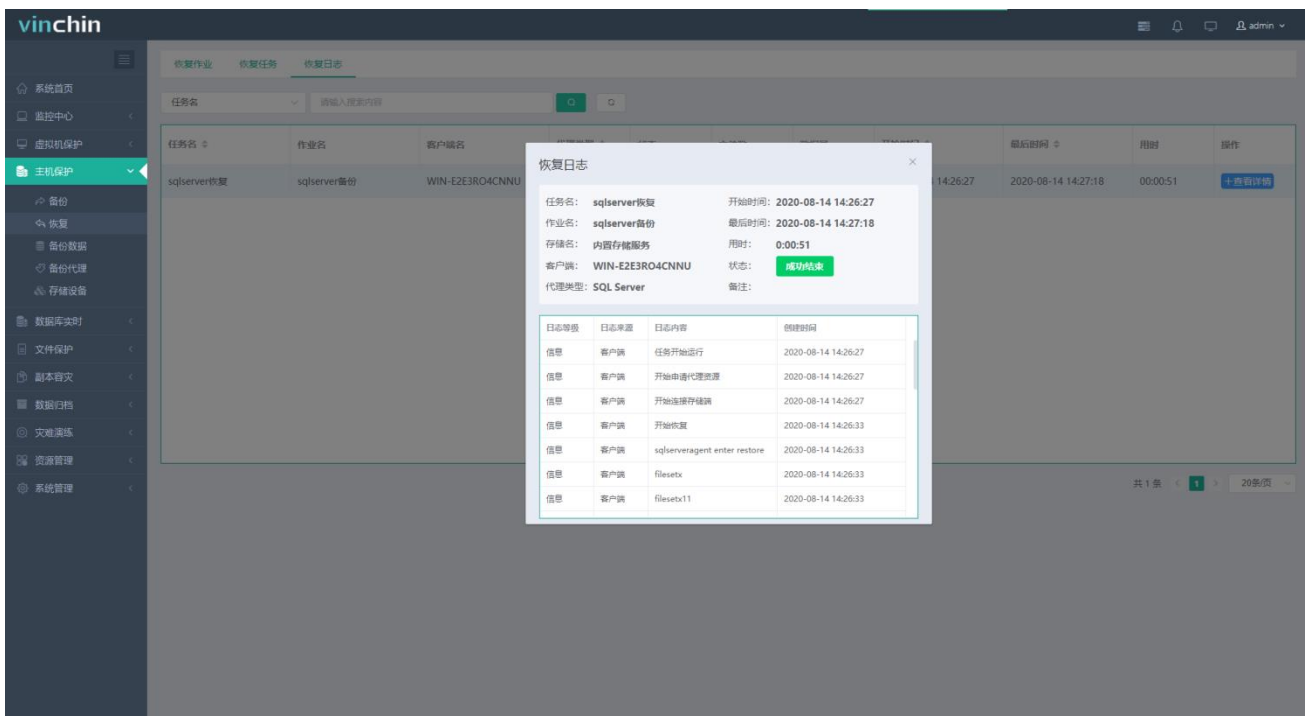 vinchin
admin
恢复作业 恢复任务 恢复日志
系统首页
任务名 请输入搜索内容
监控中心
虚拟机保护
任务名 作业名 客户端名 最后时间 用时 操作
主机保护
sqlserver恢复 sqlserver备份 WIN-E2E3RO4CNNU 14:26:27 2020-08-14 14:27:18 00:00:51 +查看详情
备份
恢复
备份数据
备份代理
存储设备
数据库实时
文件保护
副本容灾
数据归档
灾难演练
资源管理
系统管理
恢复日志
任务名: sqlserver恢复 开始时间: 2020-08-14 14:26:27
作业名: sqlserver备份 最后时间: 2020-08-14 14:27:18
存储名: 内置存储服务 用时: 0:00:51
客户端: WIN-E2E3RO4CNNU 状态: 成功结束
代理类型: SQL Server 备注:
日志等级 日志来源 日志内容 创建时间
信息 客户端 任务开始运行 2020-08-14 14:26:27
信息 客户端 开始申请代理资源 2020-08-14 14:26:27
信息 客户端 开始连接存储端 2020-08-14 14:26:27
信息 客户端 开始恢复 2020-08-14 14:26:33
信息 客户端 sqlserveragent enter restore 2020-08-14 14:26:33
信息 客户端 filesetx 2020-08-14 14:26:33
信息 客户端 filesetx11 2020-08-14 14:26:33
共 1 条 1 20条/页